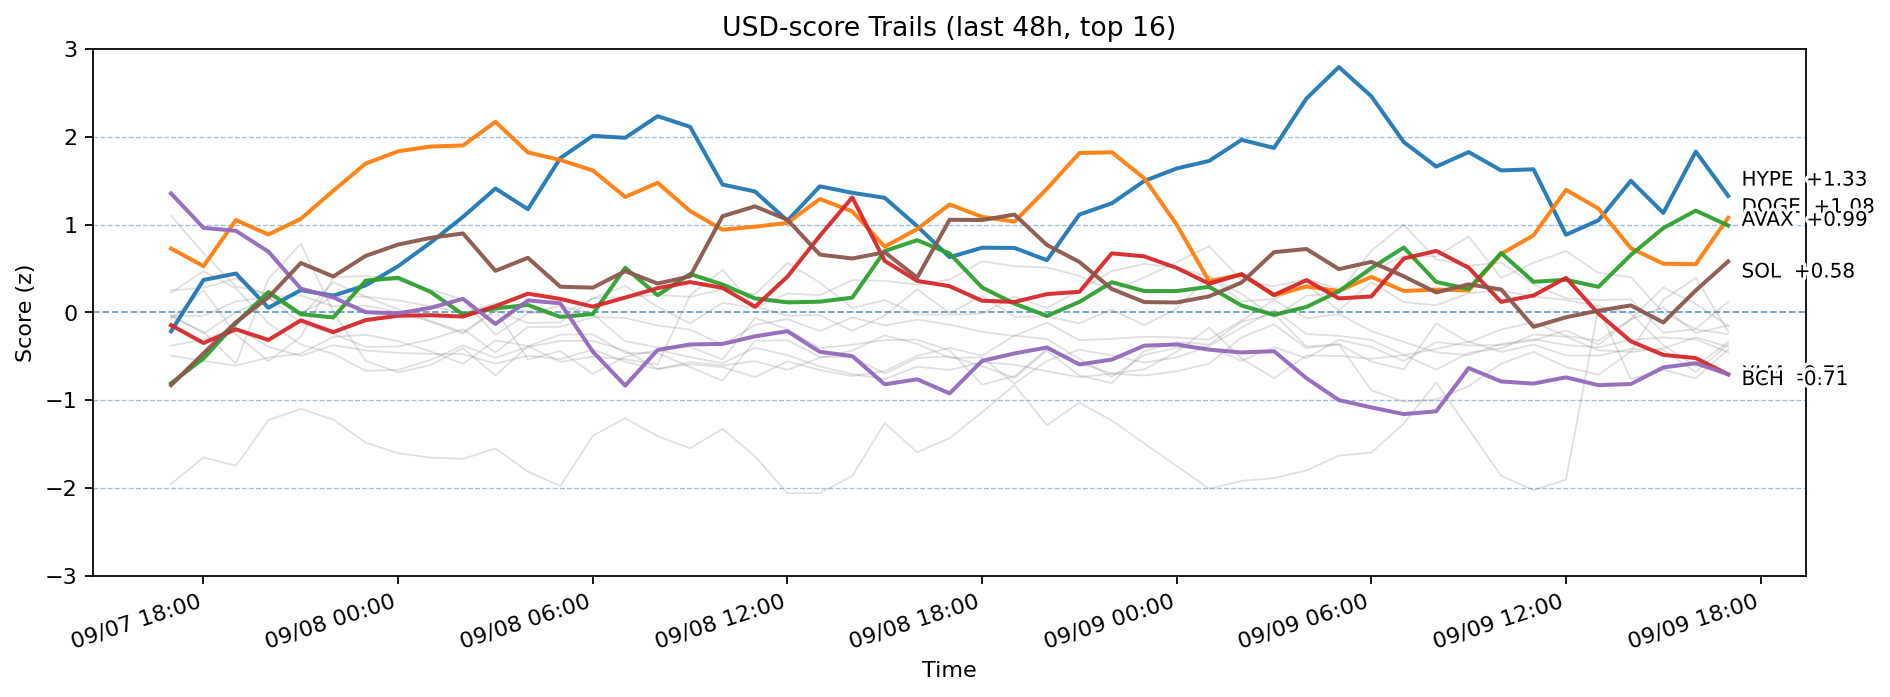 USD-score Trails (last 48h, top 16)
Score (z)
3
2
1
0
−1
−2
−3
HYPE +1.33
DOGE +1.08
AVAX +0.99
SOL +0.58
BCH -0.71
09/07 18:00
09/08 00:00
09/08 06:00
09/08 12:00
09/08 18:00
09/09 00:00
09/09 06:00
09/09 12:00
09/09 18:00
Time